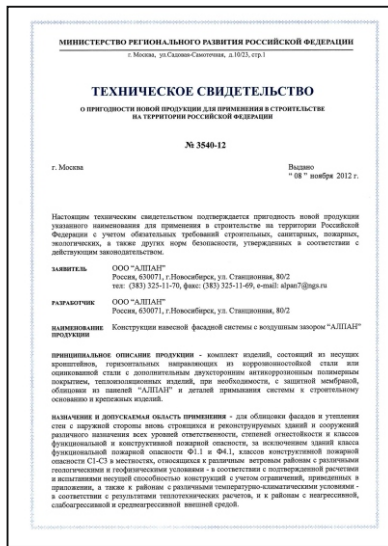 МИНИСТЕРСТВО РЕГИОНАЛЬНОГО РАЗВИТИЯ РОССИЙСКОЙ ФЕДЕРАЦИИ
г. Москва, ул.Садовая-Самотечная, д.10/23, стр.1
ТЕХНИЧЕСКОЕ СВИДЕТЕЛЬСТВО
О ПРИГОДНОСТИ НОВОЙ ПРОДУКЦИИ ДЛЯ ПРИМЕНЕНИЯ В СТРОИТЕЛЬСТВЕ
НА ТЕРРИТОРИИ РОССИЙСКОЙ ФЕДЕРАЦИИ
№ 3540-12
г. Москва
Выдано
“ 08 ” ноября 2012 г.
Настоящим техническим свидетельством подтверждается пригодность новой продукции
указанного наименования для применения в строительстве на территории Российской
Федерации с учетом обязательных требований строительных, санитарных, пожарных,
экологических, а также других норм безопасности, утвержденных в соответствии с
действующим законодательством.
ЗАЯВИТЕЛЬ ООО “АЛПАН”
Россия, 630071, г.Новосибирск, ул. Станционная, 80/2
тел: (383) 325-11-70, факс: (383) 325-11-69, e-mail: alpan7@ngs.ru
РАЗРАБОТЧИК ООО “АЛПАН”
Россия, 630071, г.Новосибирск, ул. Станционная, 80/2
НАИМЕНОВАНИЕ Конструкции навесной фасадной системы с воздушным зазором “АЛПАН”
ПРОДУКЦИИ
ПРИНЦИПИАЛЬНОЕ ОПИСАНИЕ ПРОДУКЦИИ - комплект изделий, состоящий из несущих
кронштейнов, горизонтальных направляющих из коррозионностойкой стали или
оцинкованной стали с дополнительным двухсторонним антикоррозионным полимерным
покрытием, теплоизоляционных изделий, при необходимости, с защитной мембраной,
облицовки из панелей “АЛПАН” и деталей примыкания системы к строительному
основанию и крепежных изделий.
НАЗНАЧЕНИЕ И ДОПУСКАЕМАЯ ОБЛАСТЬ ПРИМЕНЕНИЯ - для облицовки фасадов и утепления
стен с наружной стороны вновь строящихся и реконструируемых зданий и сооружений
различного назначения всех уровней ответственности, степеней огнестойкости и классов
функциональной и конструктивной пожарной опасности, за исключением зданий класса
функциональной пожарной опасности Ф1.1 и Ф4.1, классов конструктивной пожарной
опасности С1-С3 в местностях, относящихся к различным ветровым районам с различными
геологическими и геофизическими условиями - в соответствии с подтвержденной расчетами
и испытаниями несущей способностью конструкций с учетом ограничений, приведенных в
приложении, а также к районам с различными температурно-климатическими условиями -
в соответствии с результатами теплотехнических расчетов, и к районам с неагрессивной,
слабоагрессивной и среднеагрессивной внешней средой.